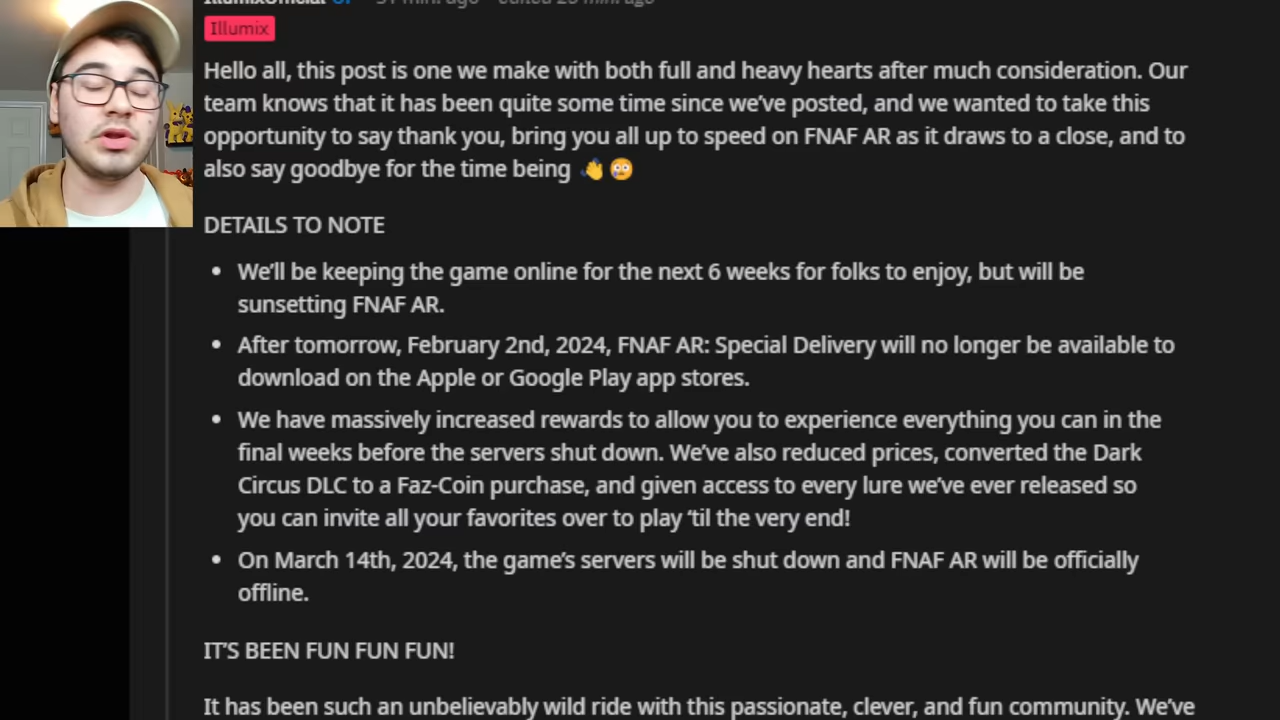 IllumixOfficial OP • 51 min. ago • edited 25 min. ago
Illumix
Hello all, this post is one we make with both full and heavy hearts after much consideration. Our
team knows that it has been quite some time since we've posted, and we wanted to take this
opportunity to say thank you, bring you all up to speed on FNAF AR as it draws to a close, and to
also say goodbye for the time being 👋😳
DETAILS TO NOTE
• We'll be keeping the game online for the next 6 weeks for folks to enjoy, but will be
sunsetting FNAF AR.
• After tomorrow, February 2nd, 2024, FNAF AR: Special Delivery will no longer be available to
download on the Apple or Google Play app stores.
• We have massively increased rewards to allow you to experience everything you can in the
final weeks before the servers shut down. We've also reduced prices, converted the Dark
Circus DLC to a Faz-Coin purchase, and given access to every lure we've ever released so
you can invite all your favorites over to play 'til the very end!
• On March 14th, 2024, the game's servers will be shut down and FNAF AR will be officially
offline.
IT'S BEEN FUN FUN FUN!
It has been such an unbelievably wild ride with this passionate, clever, and fun community. We've